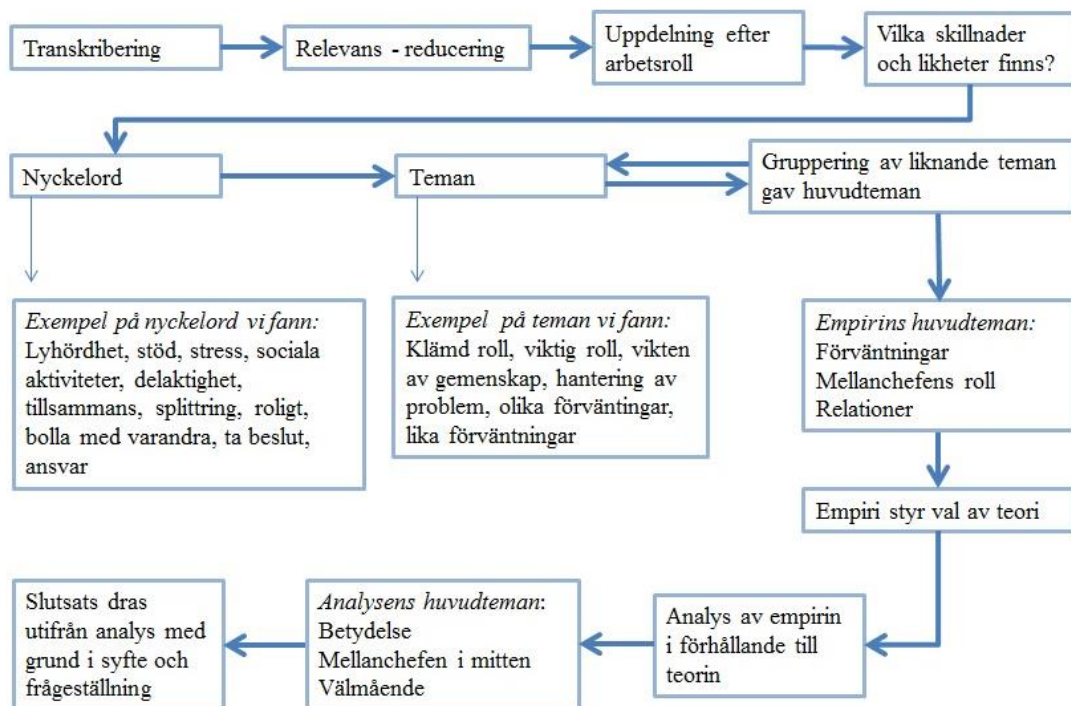 Transkribering
Relevans - reducering
Uppdelning efter
arbetsroll
Vilka skillnader
och likheter finns?
Nyckelord
Teman
Gruppering av liknande teman
gav huvudteman
Exempel på nyckelord vi fann:
Lyhördhet, stöd, stress, sociala
aktiviteter, delaktighet,
tillsammans, splittring, roligt,
bolla med varandra, ta beslut,
ansvar
Exempel på teman vi fann:
Klämd roll, viktig roll, vikten
av gemenskap, hantering av
problem, olika förväntingar,
lika förväntningar
Empirins huvudteman:
Förväntningar
Mellanchefens roll
Relationer
Empiri styr val av teori
Slutsats dras
utifrån analys med
grund i syfte och
frågeställning
Analysens huvudteman:
Betydelse
Mellanchefen i mitten
Välmående
Analys av empirin
i förhållande till
teorin